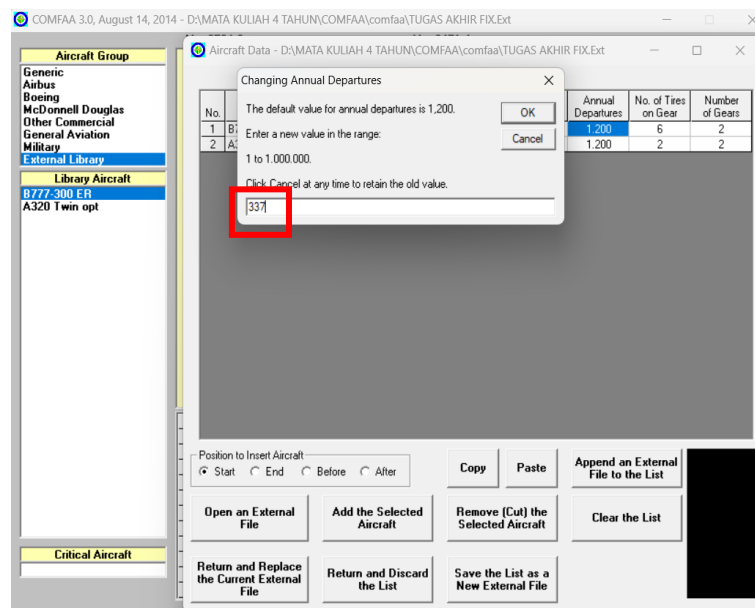 COMFAA 3.0, August 14, 2014 - D:\MATA KULIAH 4 TAHUN\COMFAA\comfaa\TUGAS AKHIR FIX.Ext
Aircraft Group
Generic
Airbus
Boeing
McDonnell Douglas
Other Commercial
General Aviation
Military
External Library
Library Aircraft
B777-300 ER
A320 Twin opt
Critical Aircraft
Aircraft Data - D:\MATA KULIAH 4 TAHUN\COMFAA\comfaa\TUGAS AKHIR FIX.Ext
No.
Annual Departures
No. of Tires on Gear
Number of Gears
1 1.200 6 2
2 1.200 2 2
Changing Annual Departures
The default value for annual departures is 1,200.
Enter a new value in the range:
1 to 1.000.000.
Click Cancel at any time to retain the old value.
337
OK
Cancel
Position to Insert Aircraft
Start End Before After
Copy
Paste
Append an External File to the List
Open an External File
Add the Selected Aircraft
Remove (Cut) the Selected Aircraft
Clear the List
Return and Replace the Current External File
Return and Discard the List
Save the List as a New External File